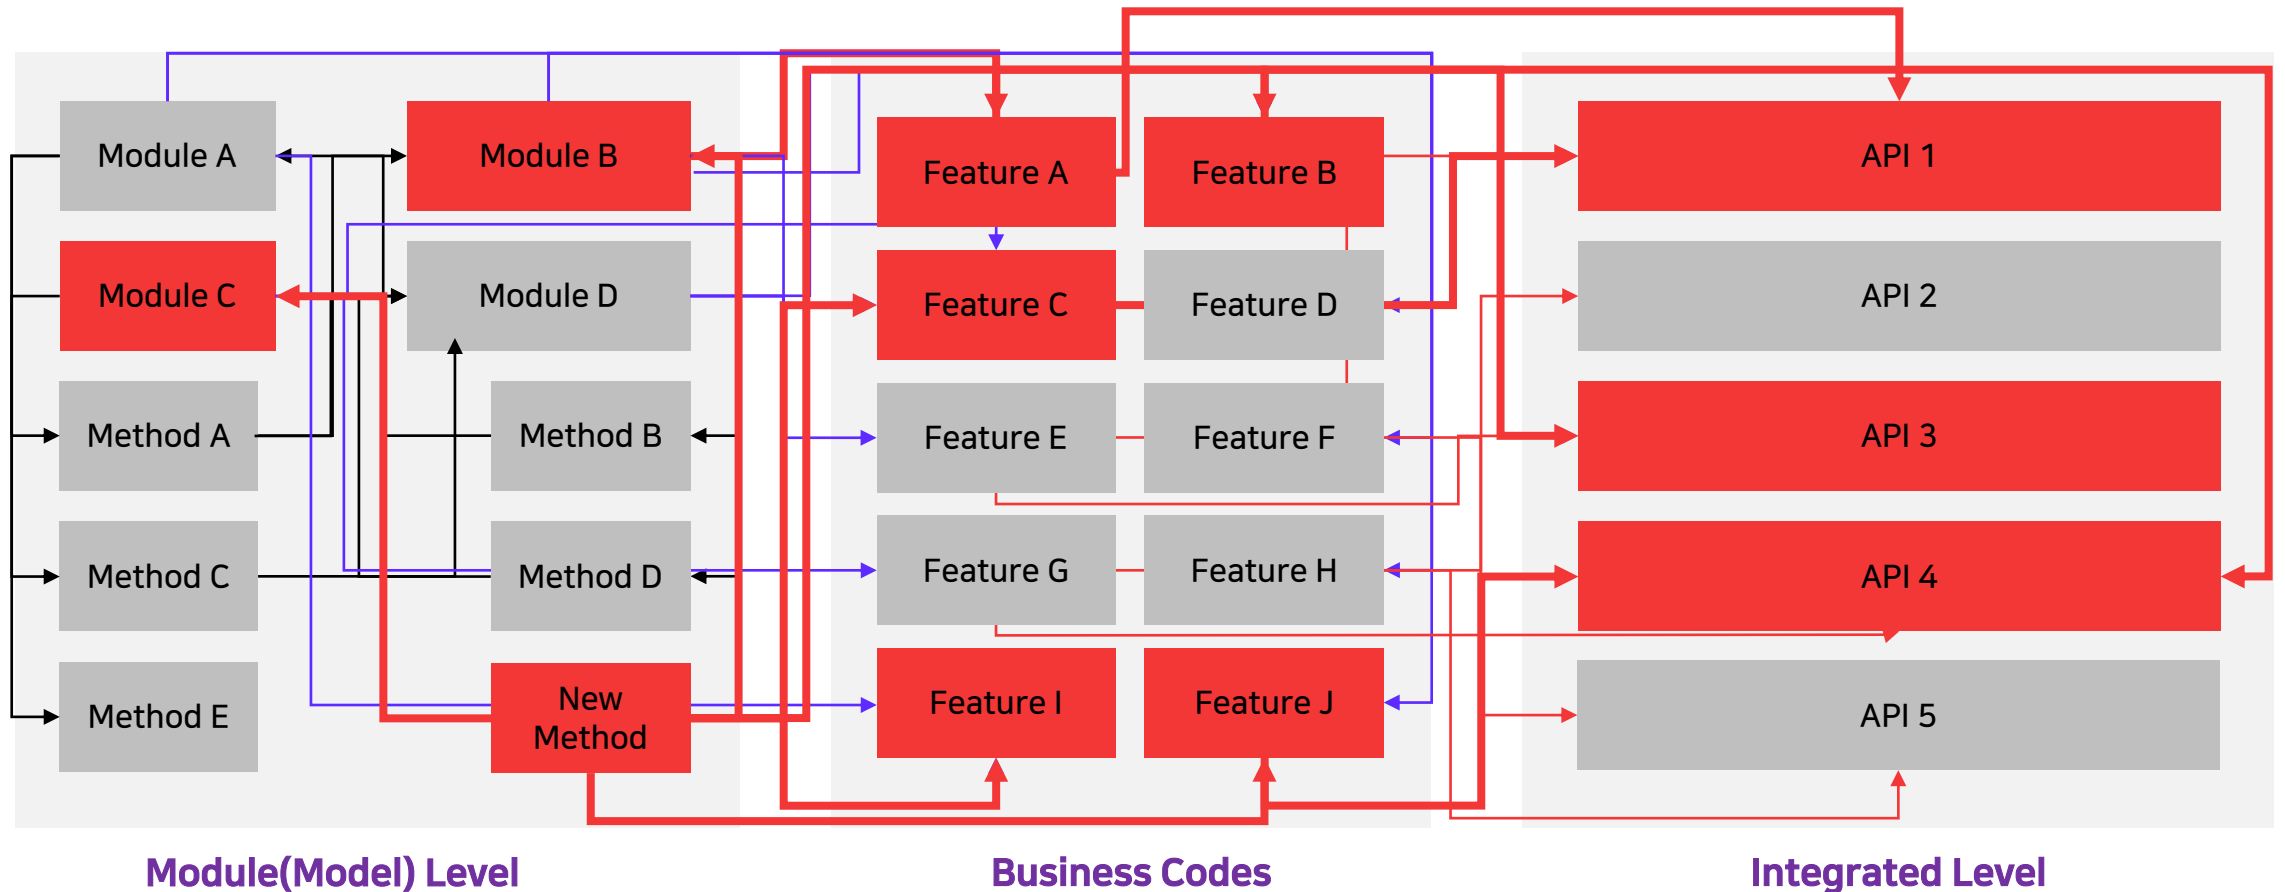 Module A
Module B
Module C
Module D
Method A
Method B
Method C
Method D
Method E
New
Method
Feature A
Feature B
Feature C
Feature D
Feature E
Feature F
Feature G
Feature H
Feature I
Feature J
API 1
API 2
API 3
API 4
API 5
Module(Model) Level
Business Codes
Integrated Level